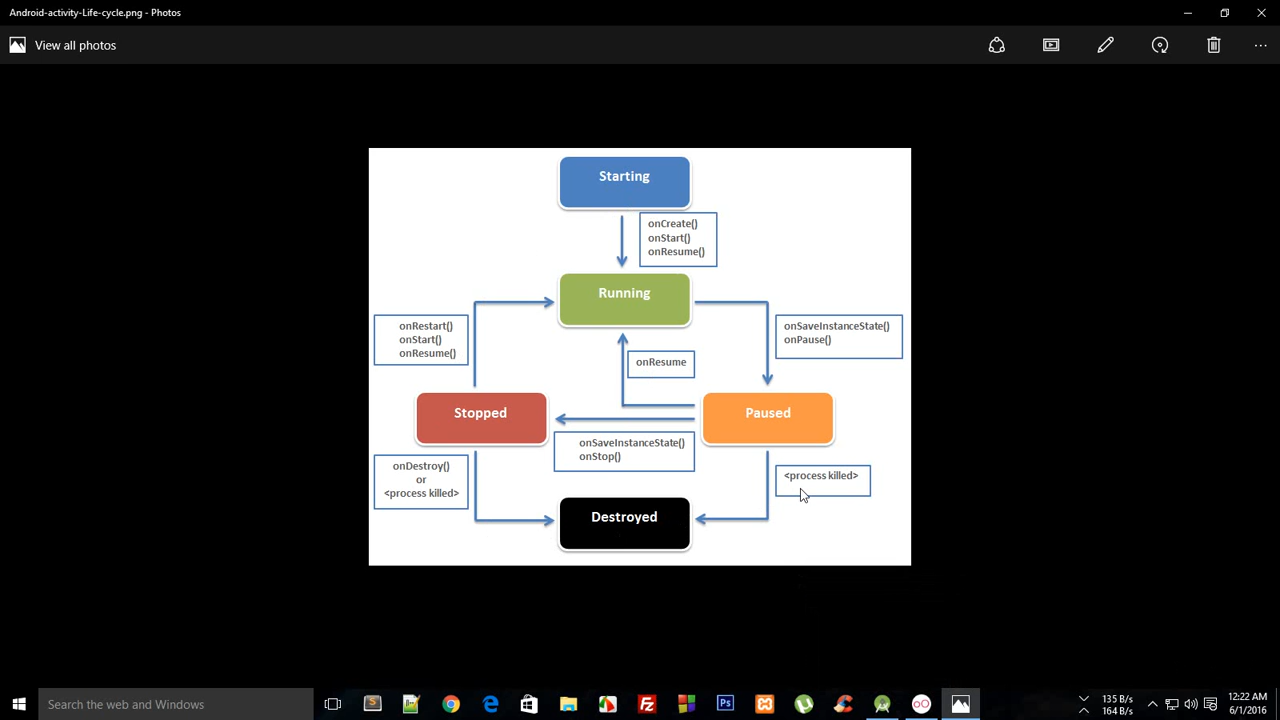 Android-activity-Life-cycle.png - Photos
View all photos
Starting
onCreate()
onStart()
onResume()
Running
onRestart()
onStart()
onResume()
onSaveInstanceState()
onPause()
onResume
Stopped
Paused
onSaveInstanceState()
onStop()
onDestroy()
or
<process killed>
<process killed>
Destroyed
Search the web and Windows
135 B/s
164 B/s
12:22 AM
6/1/2016
Ps